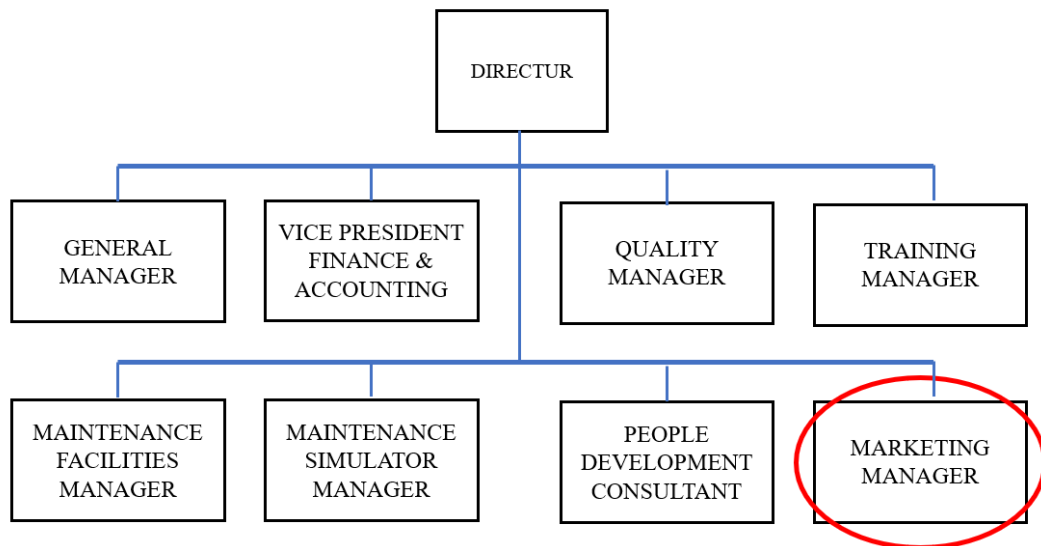 DIRECTUR
GENERAL
MANAGER
VICE PRESIDENT
FINANCE &
ACCOUNTING
QUALITY
MANAGER
TRAINING
MANAGER
MAINTENANCE
FACILITIES
MANAGER
MAINTENANCE
SIMULATOR
MANAGER
PEOPLE
DEVELOPMENT
CONSULTANT
MARKETING
MANAGER